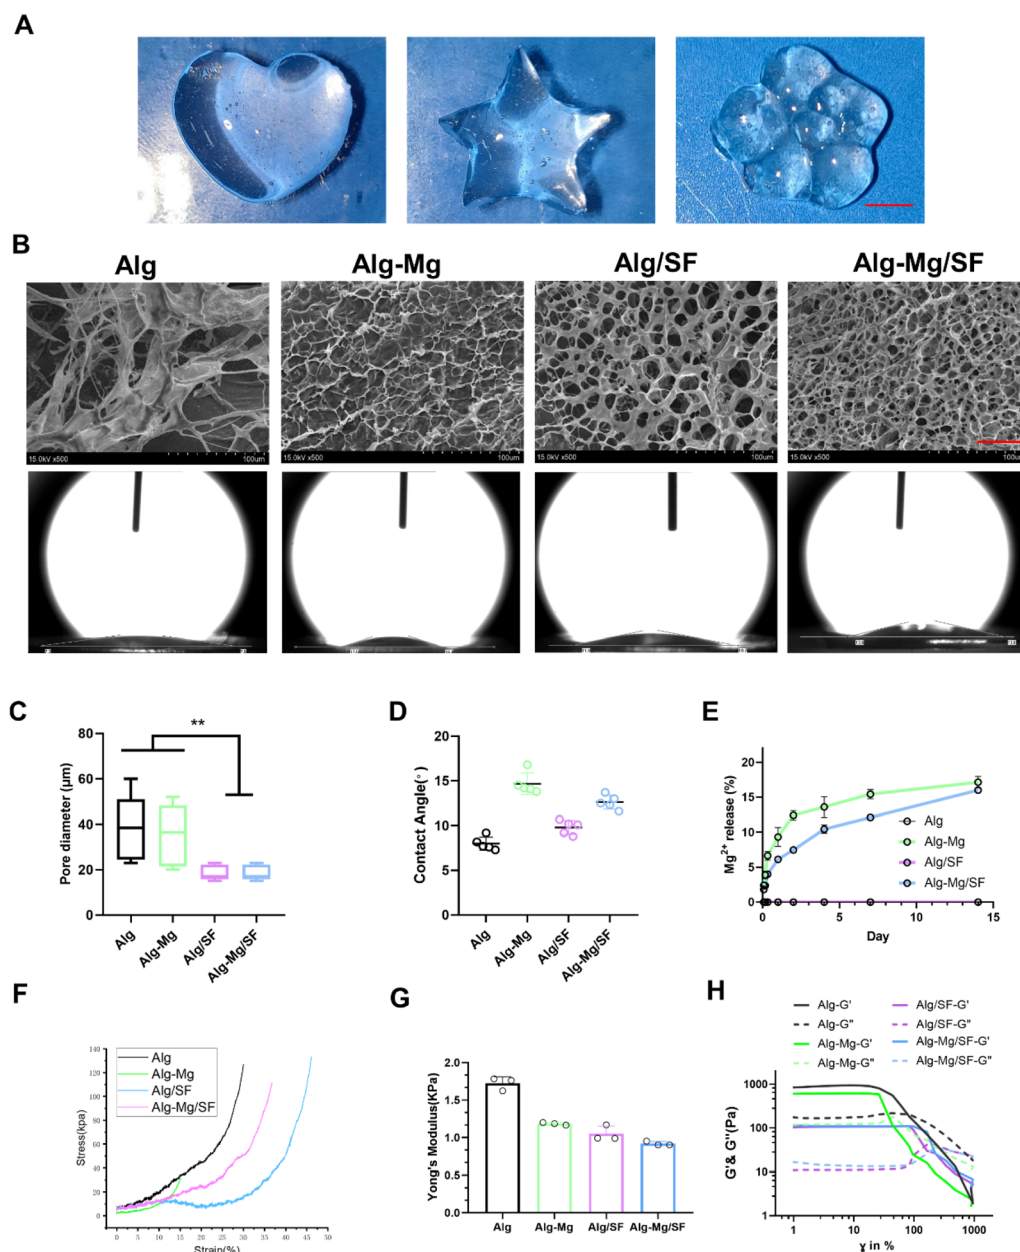 A
B
Alg
Alg-Mg
Alg/SF
Alg-Mg/SF
15.0kV x500 100um
15.0kV x500 100um
15.0kV x500 100um
15.0kV x500 100um
C
**
Pore diameter (µm)
80
60
40
20
0
Alg
Alg-Mg
Alg/SF
Alg-Mg/SF
D
Contact Angle(°)
20
15
10
5
0
Alg
Alg-Mg
Alg/SF
Alg-Mg/SF
E
Mg2+ release (%)
20
15
10
5
0
Alg
Alg-Mg
Alg/SF
Alg-Mg/SF
0 5 10 15
Day
F
Stress(kpa)
140
120
100
80
60
40
20
0
Alg
Alg-Mg
Alg/SF
Alg-Mg/SF
0 5 10 15 20 25 30 35 40 45 50
Strain(%)
G
Yong's Modulus(KPa)
2.0
1.5
1.0
0.5
0.0
Alg
Alg-Mg
Alg/SF
Alg-Mg/SF
H
Alg-G'
Alg-G"
Alg-Mg-G'
Alg-Mg-G"
Alg/SF-G'
Alg/SF-G"
Alg-Mg/SF-G'
Alg-Mg/SF-G"
G'& G"(Pa)
1000
100
10
1
1 10 100 1000
ɣ in %